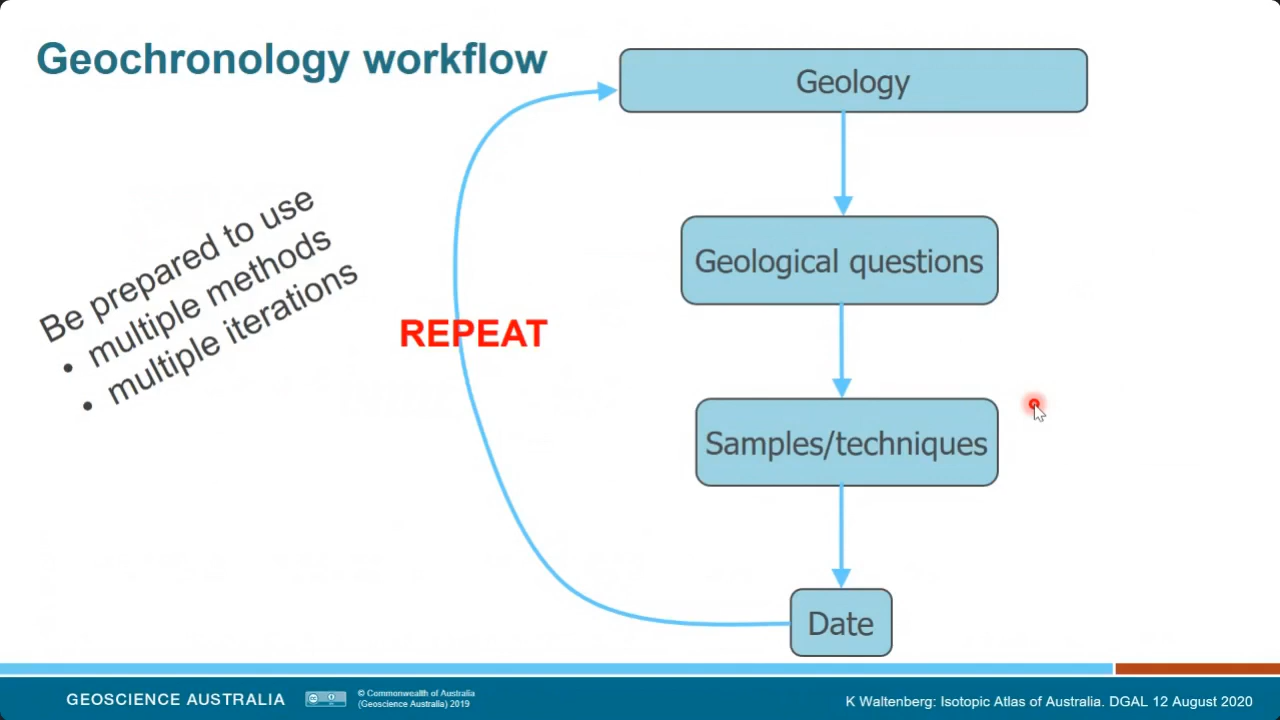 Geochronology workflow
Geology
Be prepared to use
• multiple methods
• multiple iterations
Geological questions
REPEAT
Samples/techniques
Date
GEOSCIENCE AUSTRALIA
© Commonwealth of Australia
(Geoscience Australia) 2019
K Waltenberg: Isotopic Atlas of Australia. DGAL 12 August 2020